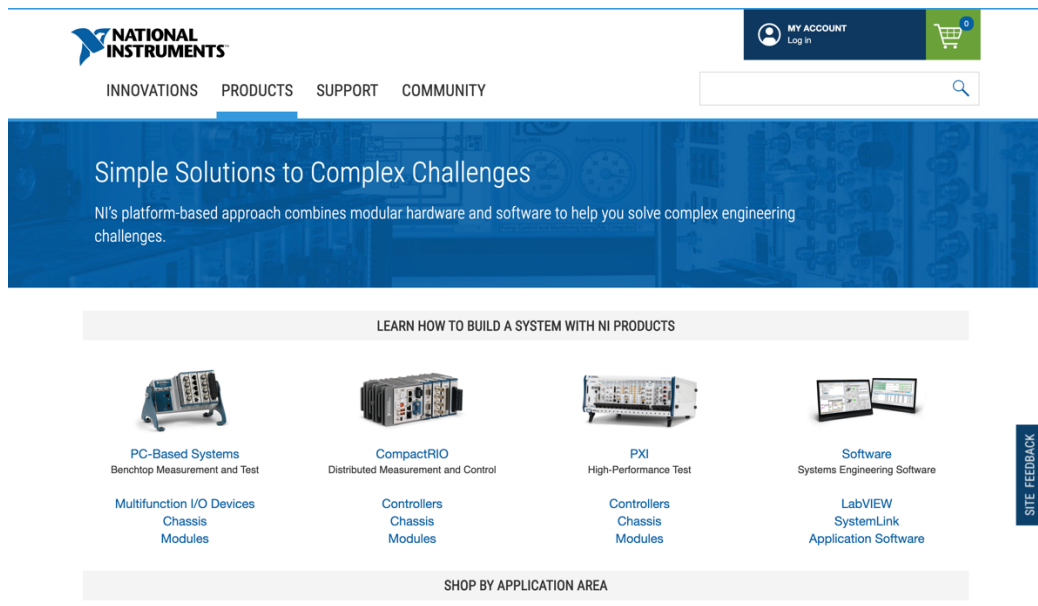 NATIONAL
INSTRUMENTS™
MY ACCOUNT
Log in
0
INNOVATIONS PRODUCTS SUPPORT COMMUNITY
Simple Solutions to Complex Challenges
NI's platform-based approach combines modular hardware and software to help you solve complex engineering
challenges.
LEARN HOW TO BUILD A SYSTEM WITH NI PRODUCTS
PC-Based Systems
Benchtop Measurement and Test
Multifunction I/O Devices
Chassis
Modules
CompactRIO
Distributed Measurement and Control
Controllers
Chassis
Modules
PXI
High-Performance Test
Controllers
Chassis
Modules
Software
Systems Engineering Software
LabVIEW
SystemLink
Application Software
SITE FEEDBACK
SHOP BY APPLICATION AREA